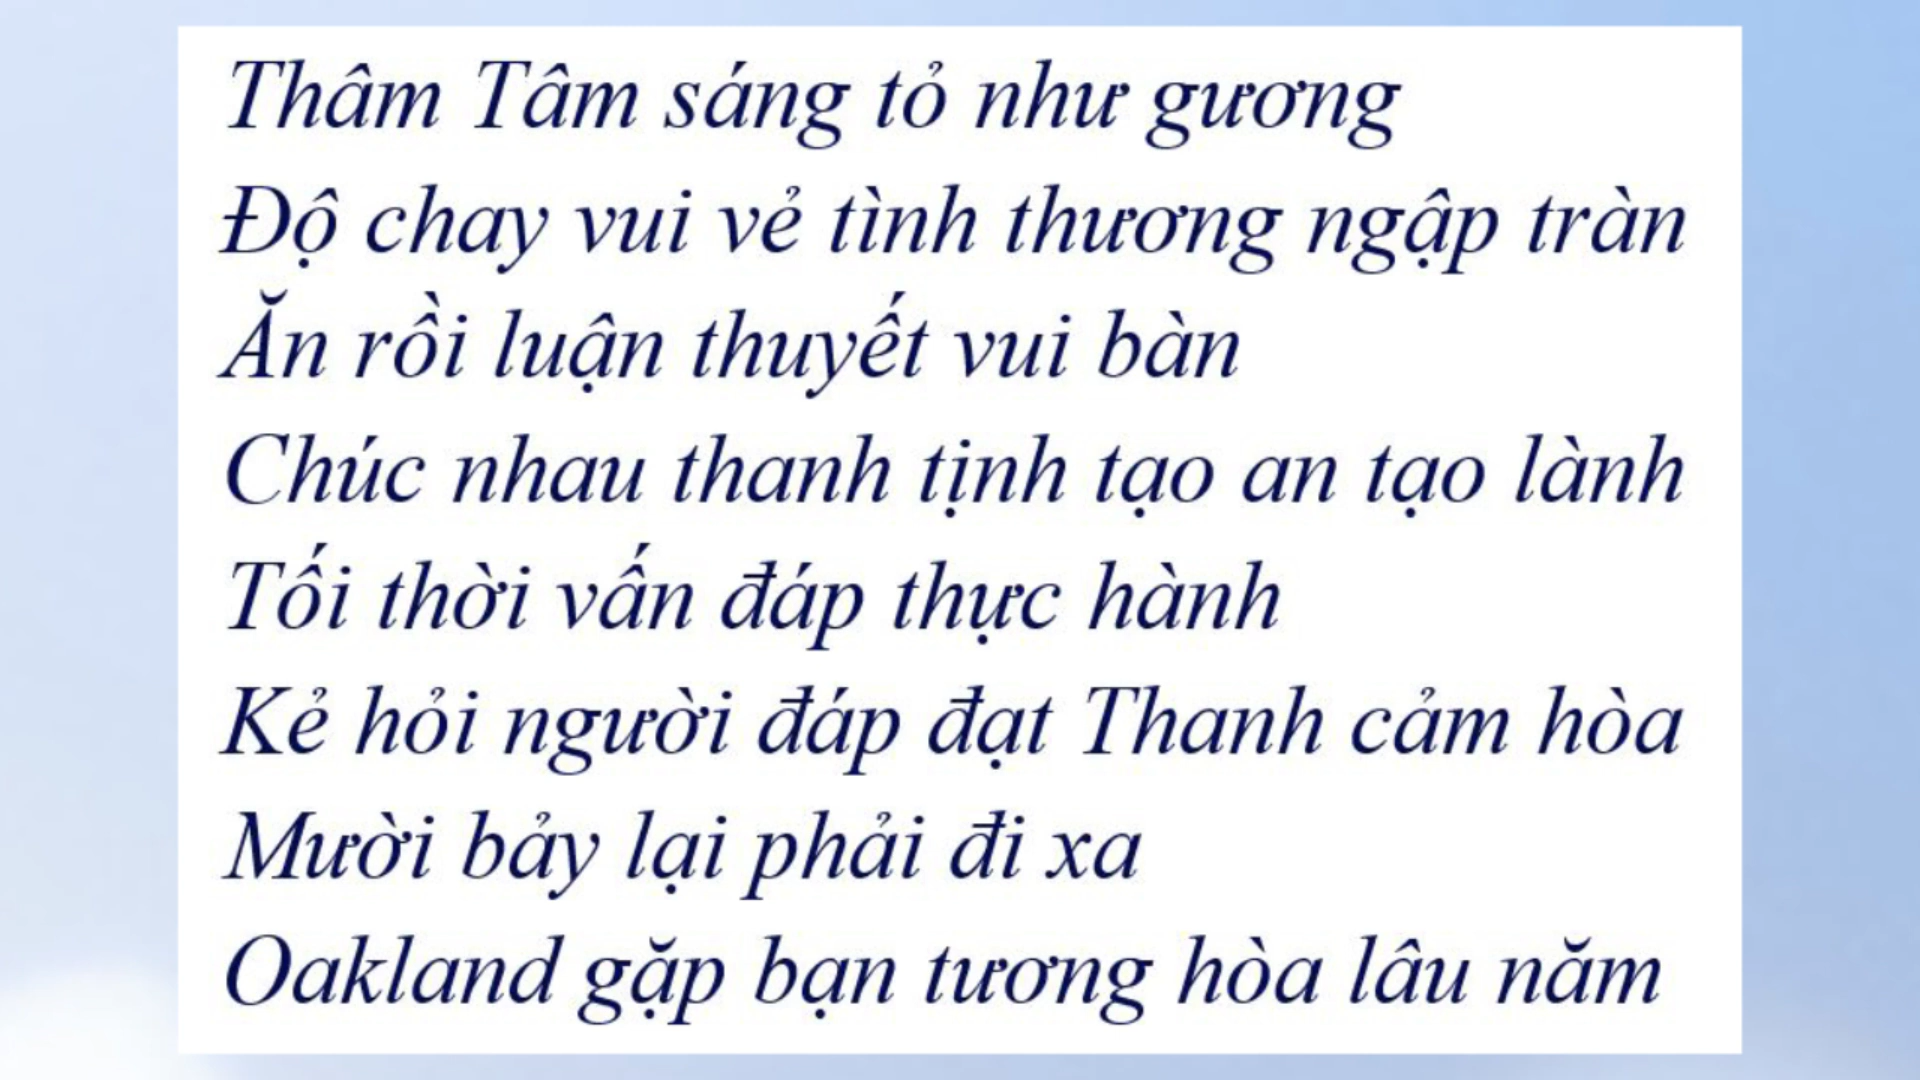 Thâm Tâm sáng tỏ như gương
Độ chay vui vẻ tình thương ngập tràn
Ăn rồi luận thuyết vui bàn
Chúc nhau thanh tịnh tạo an tạo lành
Tối thời vấn đáp thực hành
Kẻ hỏi người đáp đạt Thanh cảm hòa
Mười bảy lại phải đi xa
Oakland gặp bạn tương hòa lâu năm